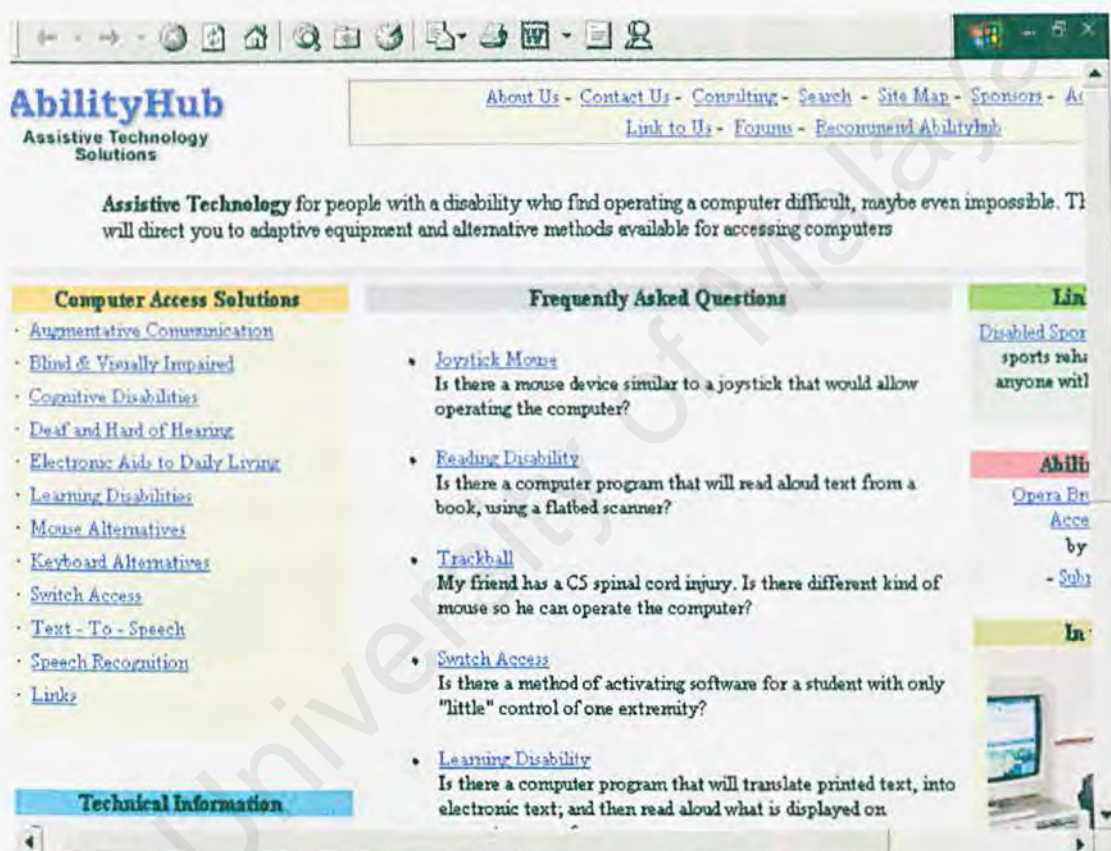 AbilityHub
Assistive Technology
Solutions
About Us - Contact Us - Consulting - Search - Site Map - Sponsors -
Link to Us - Forums - Recommend Abilityhub
Assistive Technology for people with a disability who find operating a computer difficult, maybe even impossible.
will direct you to adaptive equipment and alternative methods available for accessing computers
Computer Access Solutions
· Augmentative Communication
· Blind & Visually Impaired
· Cognitive Disabilities
· Deaf and Hard of Hearing
· Electronic Aids to Daily Living
· Learning Disabilities
· Mouse Alternatives
· Keyboard Alternatives
· Switch Access
· Text - To - Speech
· Speech Recognition
· Links
Technical Information
Frequently Asked Questions
• Joystick Mouse
Is there a mouse device similar to a joystick that would allow
operating the computer?
• Reading Disability
Is there a computer program that will read aloud text from a
book, using a flatbed scanner?
• Trackball
My friend has a C5 spinal cord injury. Is there different kind of
mouse so he can operate the computer?
• Switch Access
Is there a method of activating software for a student with only
"little" control of one extremity?
• Learning Disability
Is there a computer program that will translate printed text, into
electronic text; and then read aloud what is displayed on
Lin
Disabled Spor
sports reha
anyone witl
Abili
Opera Br
Acce
by
- Sub
In
University of Malaya